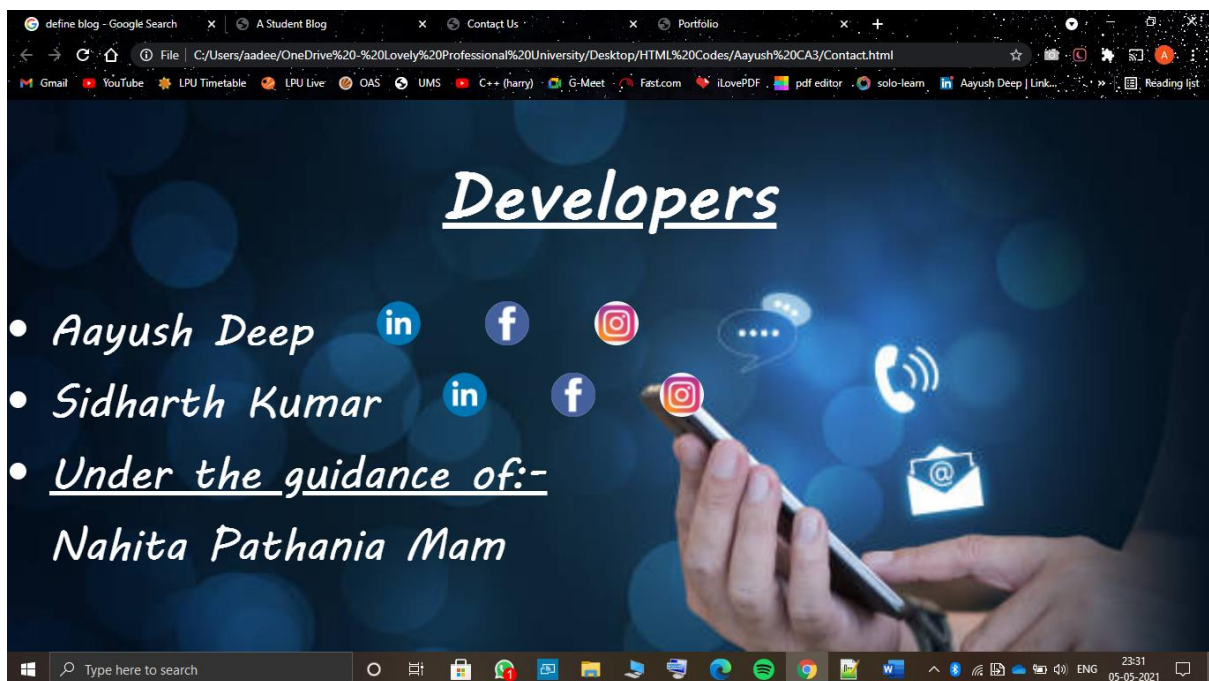 define blog - Google Search
A Student Blog
Contact Us
Portfolio
File
C:/Users/aadee/OneDrive%20-%20Lovely%20Professional%20University/Desktop/HTML%20Codes/Aayush%20CA3/Contact.html
A
Gmail YouTube LPU Timetable LPU Live OAS UMS C++ (harry) G-Meet Fast.com iLovePDF pdf editor solo-learn Aayush Deep | Link... » Reading list
Developers
Aayush Deep in f
Sidharth Kumar in f
Under the guidance of:-
Nahita Pathania Mam
@
Type here to search
ENG
23:31
05-05-2021